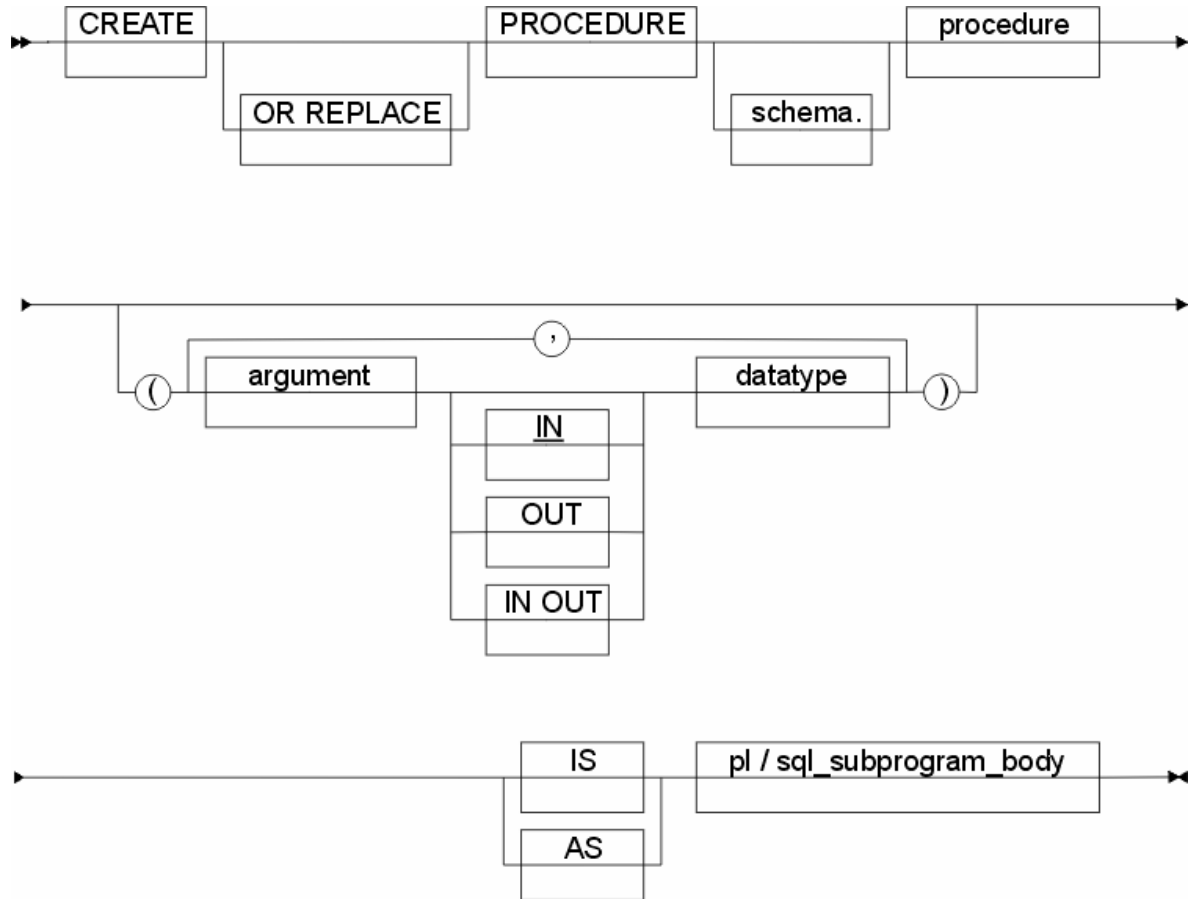 CREATE PROCEDURE procedure
OR REPLACE schema.
,
( argument datatype )
IN
OUT
IN OUT
IS pl / sql_subprogram_body
AS